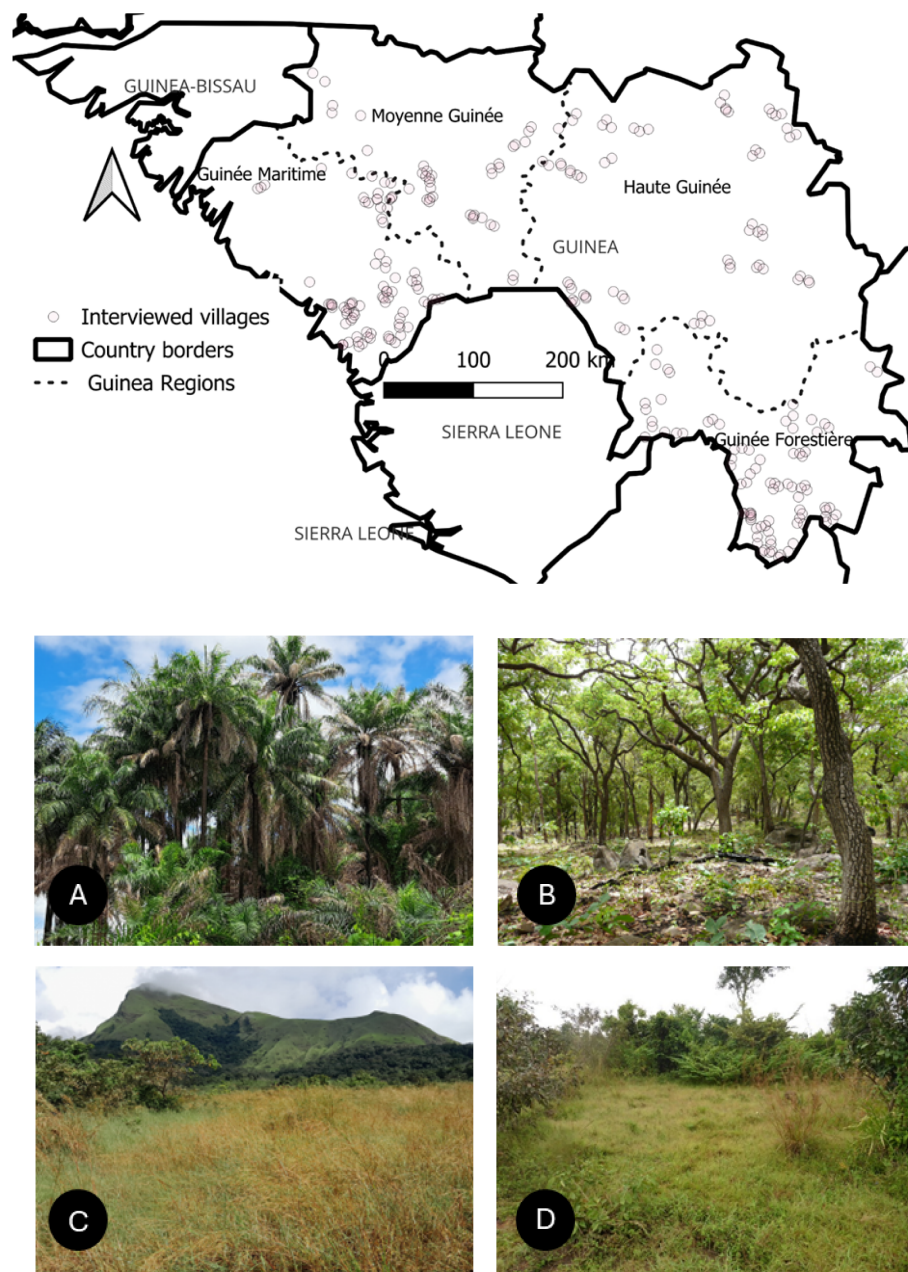 GUINEA-BISSAU
Moyenne Guinée
Guinée Maritime
Haute Guinée
GUINEA
Interviewed villages
Country borders
Guinea Regions
0 100 200 km
SIERRA LEONE
Guinée Forestière
SIERRA LEONE
A
B
C
D